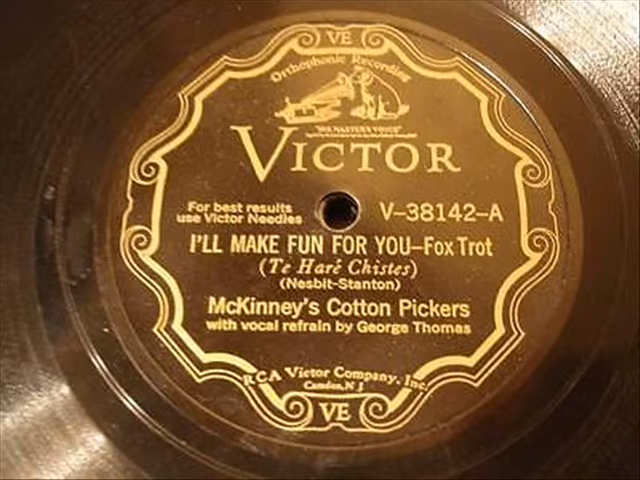 VE
Orthophonic Recording
"HIS MASTER'S VOICE"
VICTOR
For best results
use Victor Needles
V-38142-A
I'LL MAKE FUN FOR YOU-Fox Trot
(Te Haré Chistes)
(Nesbit-Stanton)
McKinney's Cotton Pickers
with vocal refrain by George Thomas
RCA Victor Company, Inc.
Camden, N J
VE